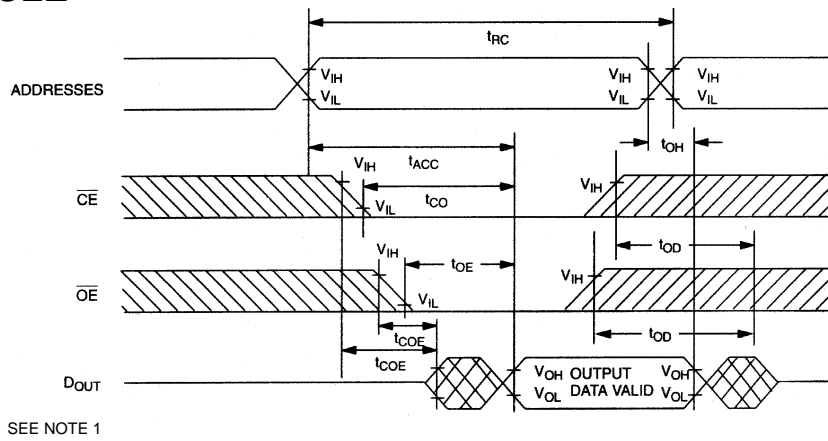 tRC
ADDRESSES
VIH
VIL
VIH
VIL
VIH
VIL
tOH
tACC
CE
VIH
tCO
VIL
VIH
tOD
OE
VIH
tOE
VIL
VIH
tOD
tCOE
tCOE
DOUT
VOH OUTPUT VOH
VOL DATA VALID VOL
SEE NOTE 1